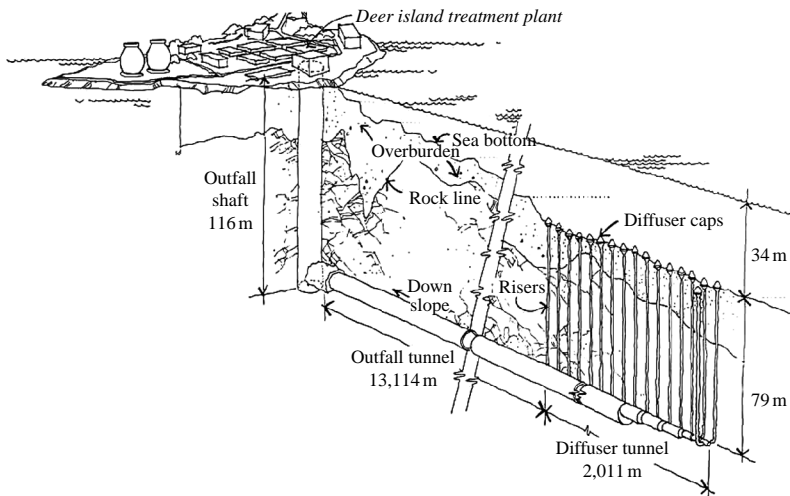 Deer island treatment plant
Sea bottom
Overburden
Outfall
shaft
116 m
Rock line
Diffuser caps
34 m
Down
slope
Risers
Outfall tunnel
13,114 m
79 m
Diffuser tunnel
2,011 m